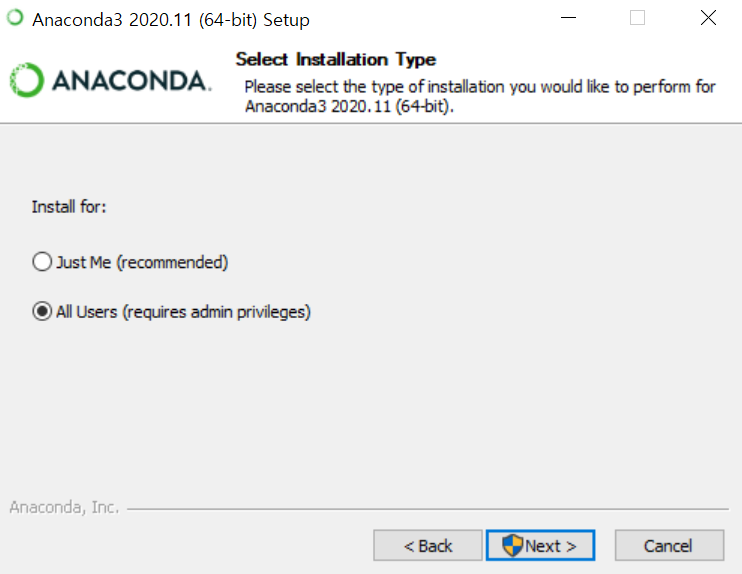 Anaconda3 2020.11 (64-bit) Setup
ANACONDA.
Select Installation Type
Please select the type of installation you would like to perform for
Anaconda3 2020.11 (64-bit).
Install for:
Just Me (recommended)
All Users (requires admin privileges)
Anaconda, Inc.
< Back
Next >
Cancel